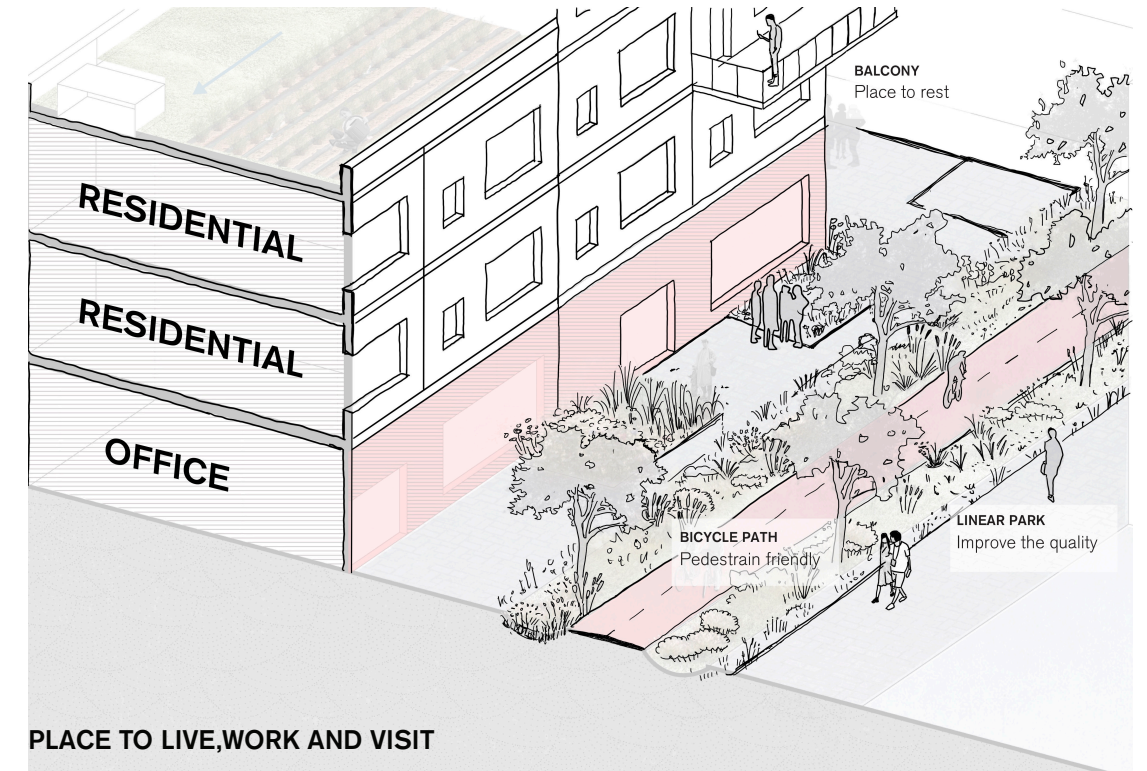 BALCONY
Place to rest
RESIDENTIAL
RESIDENTIAL
OFFICE
BICYCLE PATH
Pedestrain friendly
LINEAR PARK
Improve the quality
PLACE TO LIVE,WORK AND VISIT